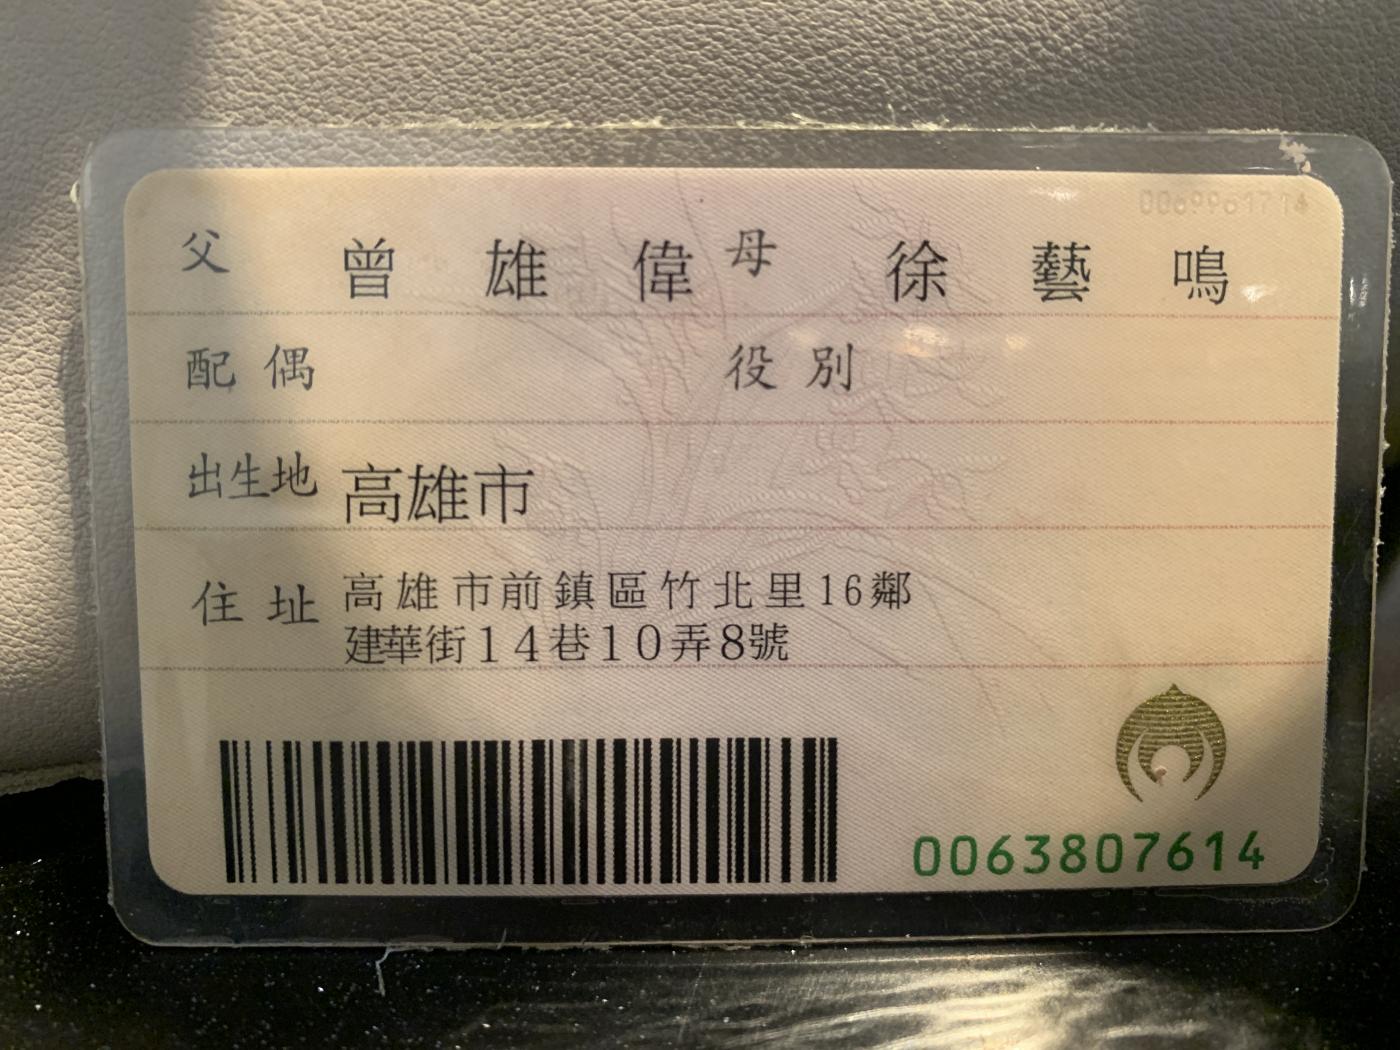 父 曾雄偉 母 徐藝鳴
配偶 役別
出生地 高雄市
住址 高雄市前鎮區竹北里16鄰
建華街14巷10弄8號
0063807614